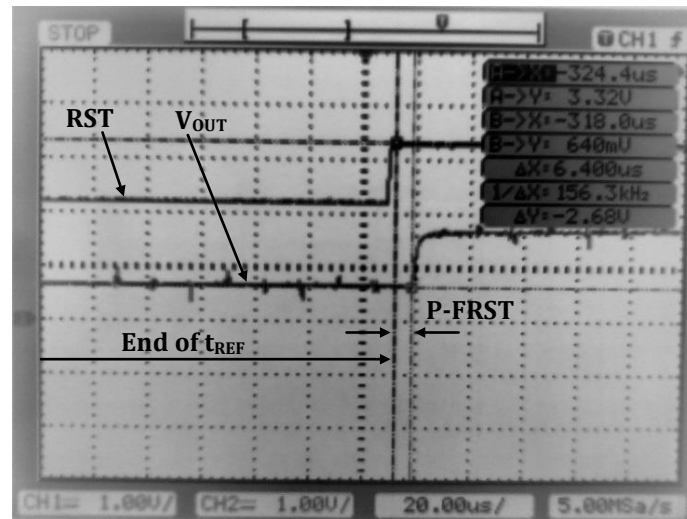 STOP
CH1
A->X: -324.4us
A->Y: 3.32V
B->X: -318.0us
B->Y: 640mV
ΔX: 6.400us
1/ΔX: 156.3kHz
ΔY: -2.68V
RST
VOUT
P-FRST
End of tREF
CH1= 1.00V/
CH2= 1.00V/
20.00us/
5.00MSa/s